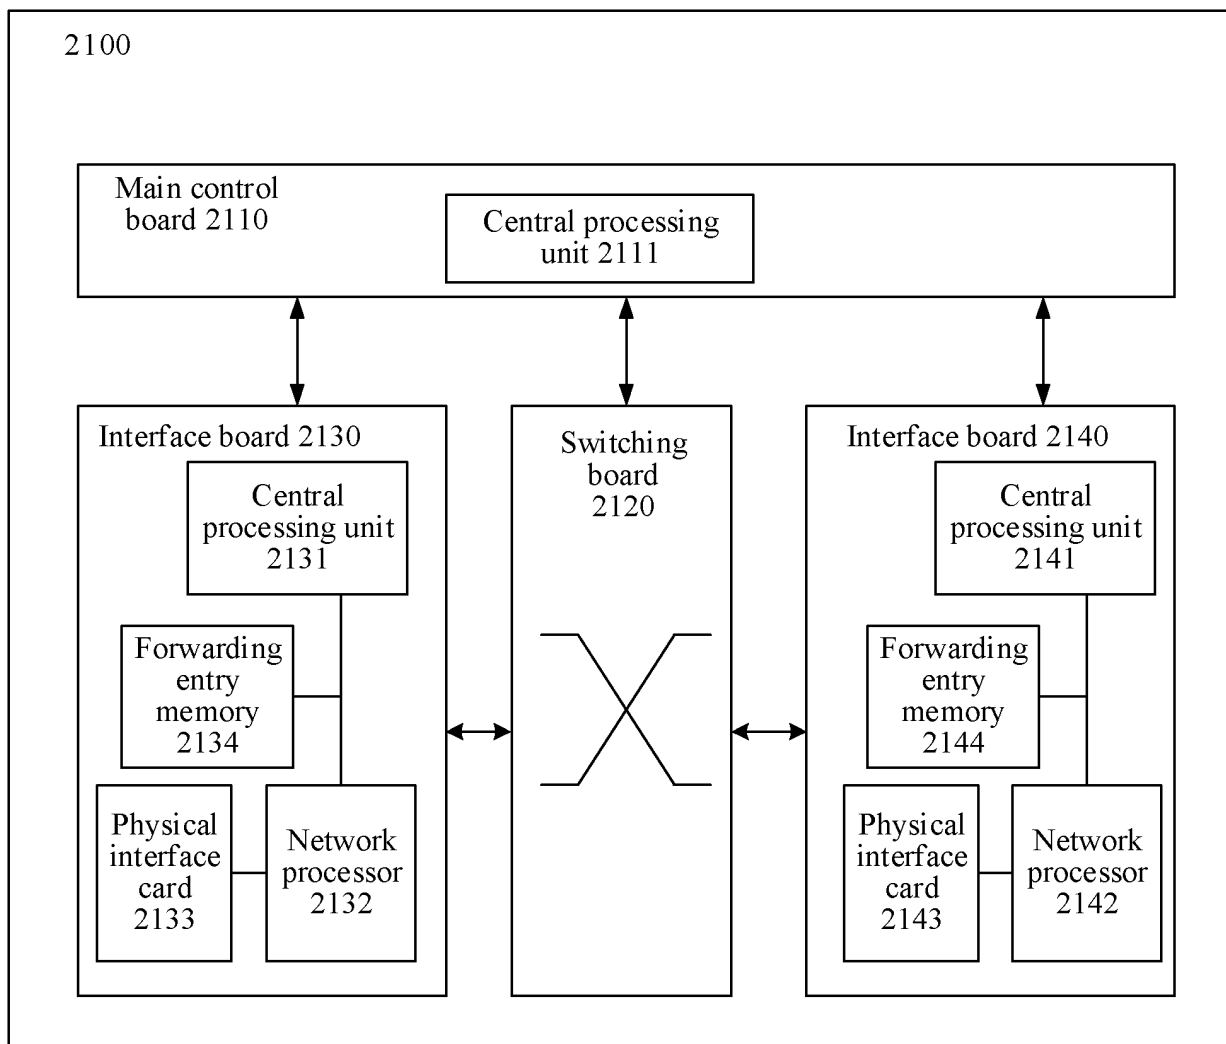 2100
Main control
board 2110
Central processing
unit 2111
Interface board 2130
Central
processing unit
2131
Forwarding
entry
memory
2134
Physical
interface
card
2133
Network
processor
2132
Switching
board
2120
Interface board 2140
Central
processing unit
2141
Forwarding
entry
memory
2144
Physical
interface
card
2143
Network
processor
2142